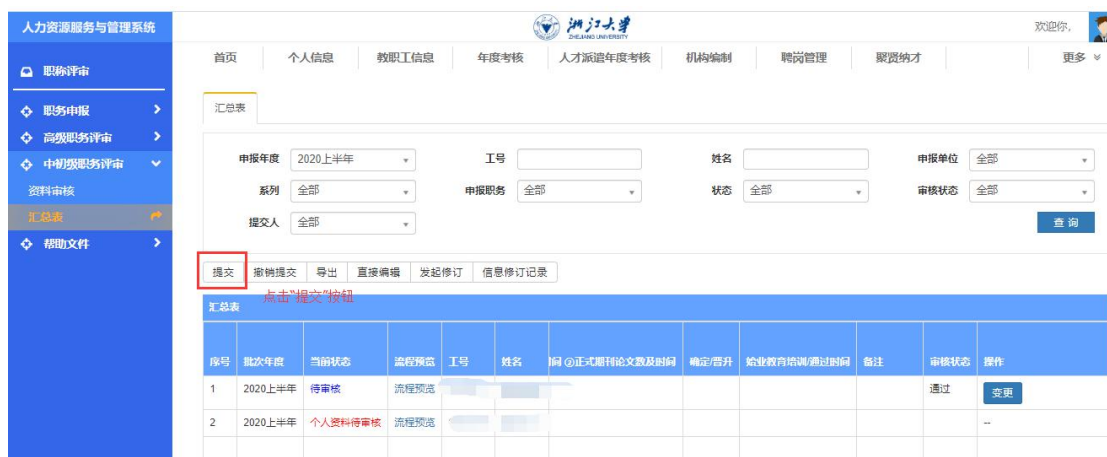 人力资源服务与管理系统
浙江大学
ZHEJIANG UNIVERSITY
欢迎你,
首页 个人信息 教职工信息 年度考核 人才派遣年度考核 机构编制 聘岗管理 聚贤纳才 更多
职称评审
职务申报
高级职务评审
中初级职务评审
资料审核
汇总表
帮助文件
汇总表
申报年度 2020上半年 工号 姓名 申报单位 全部
系列 全部 申报职务 全部 状态 全部 审核状态 全部
提交人 全部 查询
提交 撤销提交 导出 直接编辑 发起修订 信息修订记录
点击“提交”按钮
汇总表
序号 批次年度 当前状态 流程预览 工号 姓名 间 ②正式期刊论文数及时间 确定/晋升 始业教育培训/通过时间 备注 审核状态 操作
1 2020上半年 待审核 流程预览 通过 变更
2 2020上半年 个人资料待审核 流程预览 --